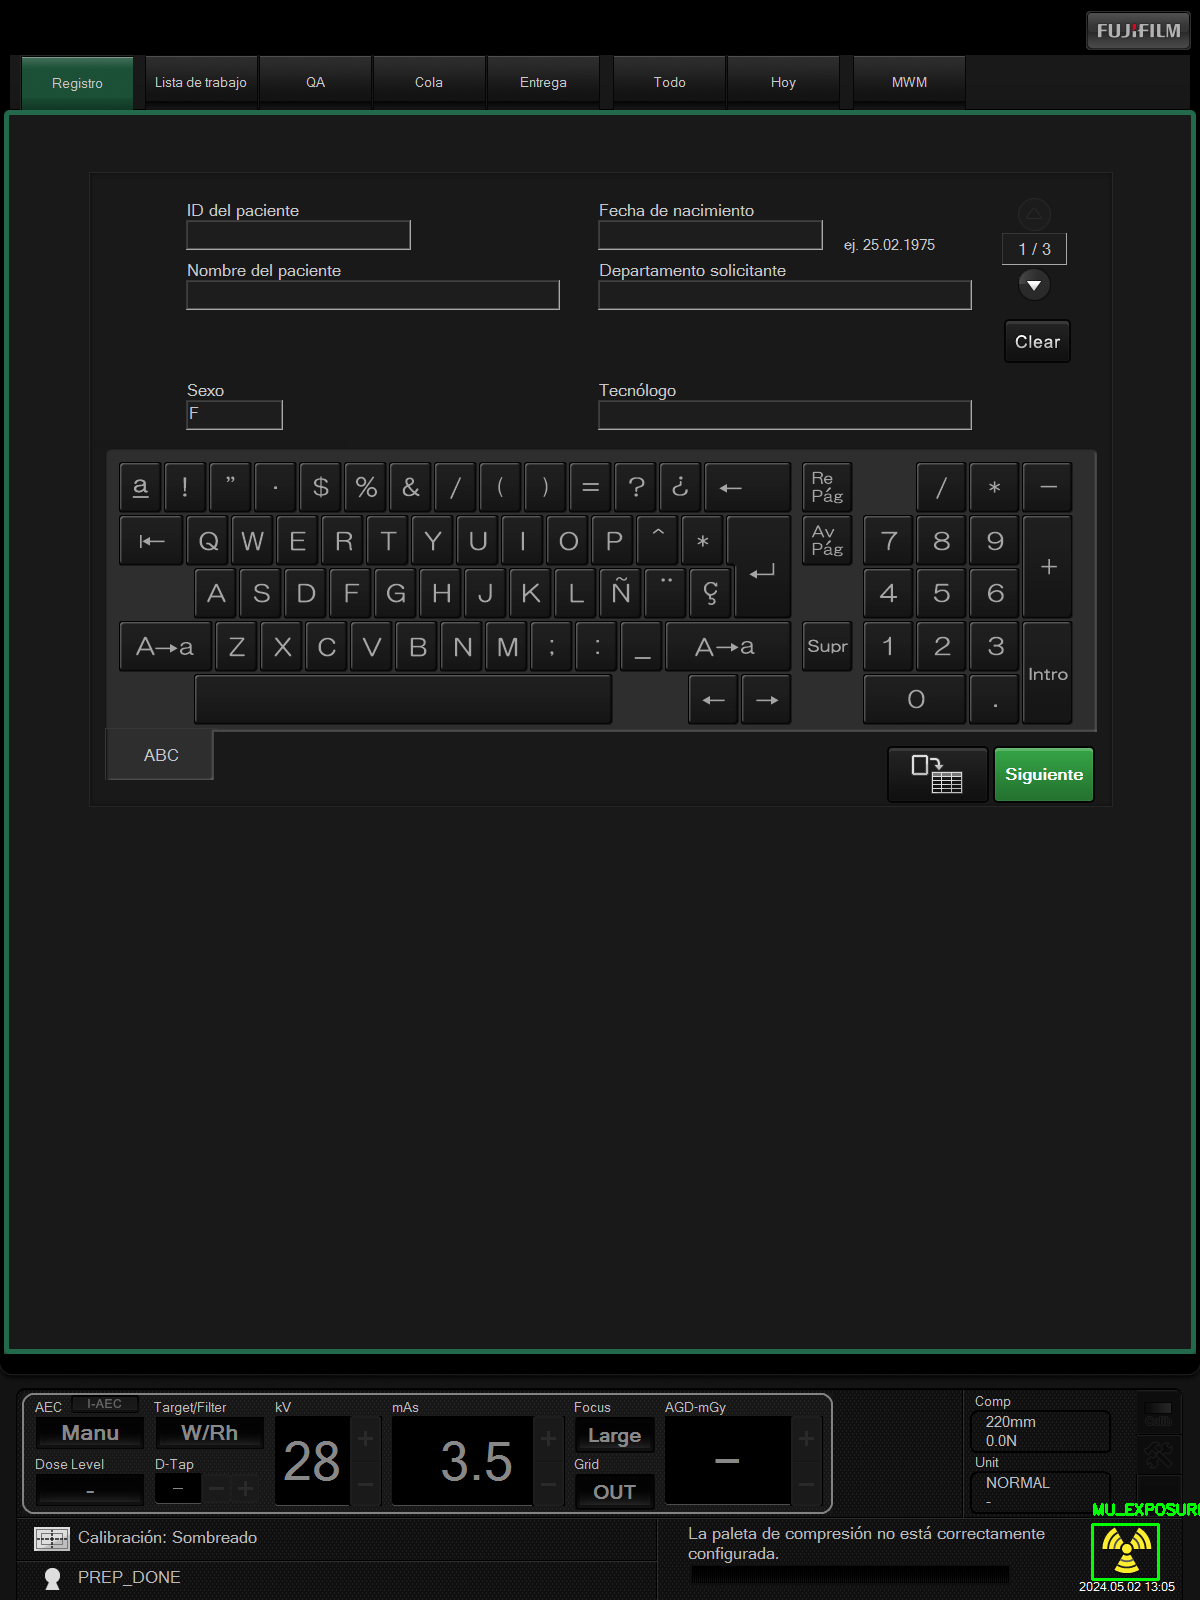 FUJIFILM
Registro
Lista de trabajo
QA
Cola
Entrega
Todo
Hoy
MWM
ID del paciente
Fecha de nacimiento
ej. 25.02.1975
1 / 3
Nombre del paciente
Departamento solicitante
Clear
Sexo
F
Tecnólogo
a ! ” · $ % & / ( ) = ? ¿ ←
Re Pág
/ * −
Q W E R T Y U I O P ^ *
Av Pág
7 8 9 +
A S D F G H J K L Ñ ¨ Ç
4 5 6
A→a Z X C V B N M ; : _ A→a
Supr
1 2 3 Intro
← →
0 .
ABC
Siguiente
AEC I-AEC Target/Filter kV mAs Focus AGD-mGy
Manu W/Rh 28 + 3.5 + Large − +
Dose Level D-Tap Grid
- − − + − − OUT −
Comp
220mm
0.0N
Unit
NORMAL
-
MU_EXPOSUR
Calibración: Sombreado
La paleta de compresión no está correctamente
configurada.
PREP_DONE
2024.05.02 13:05